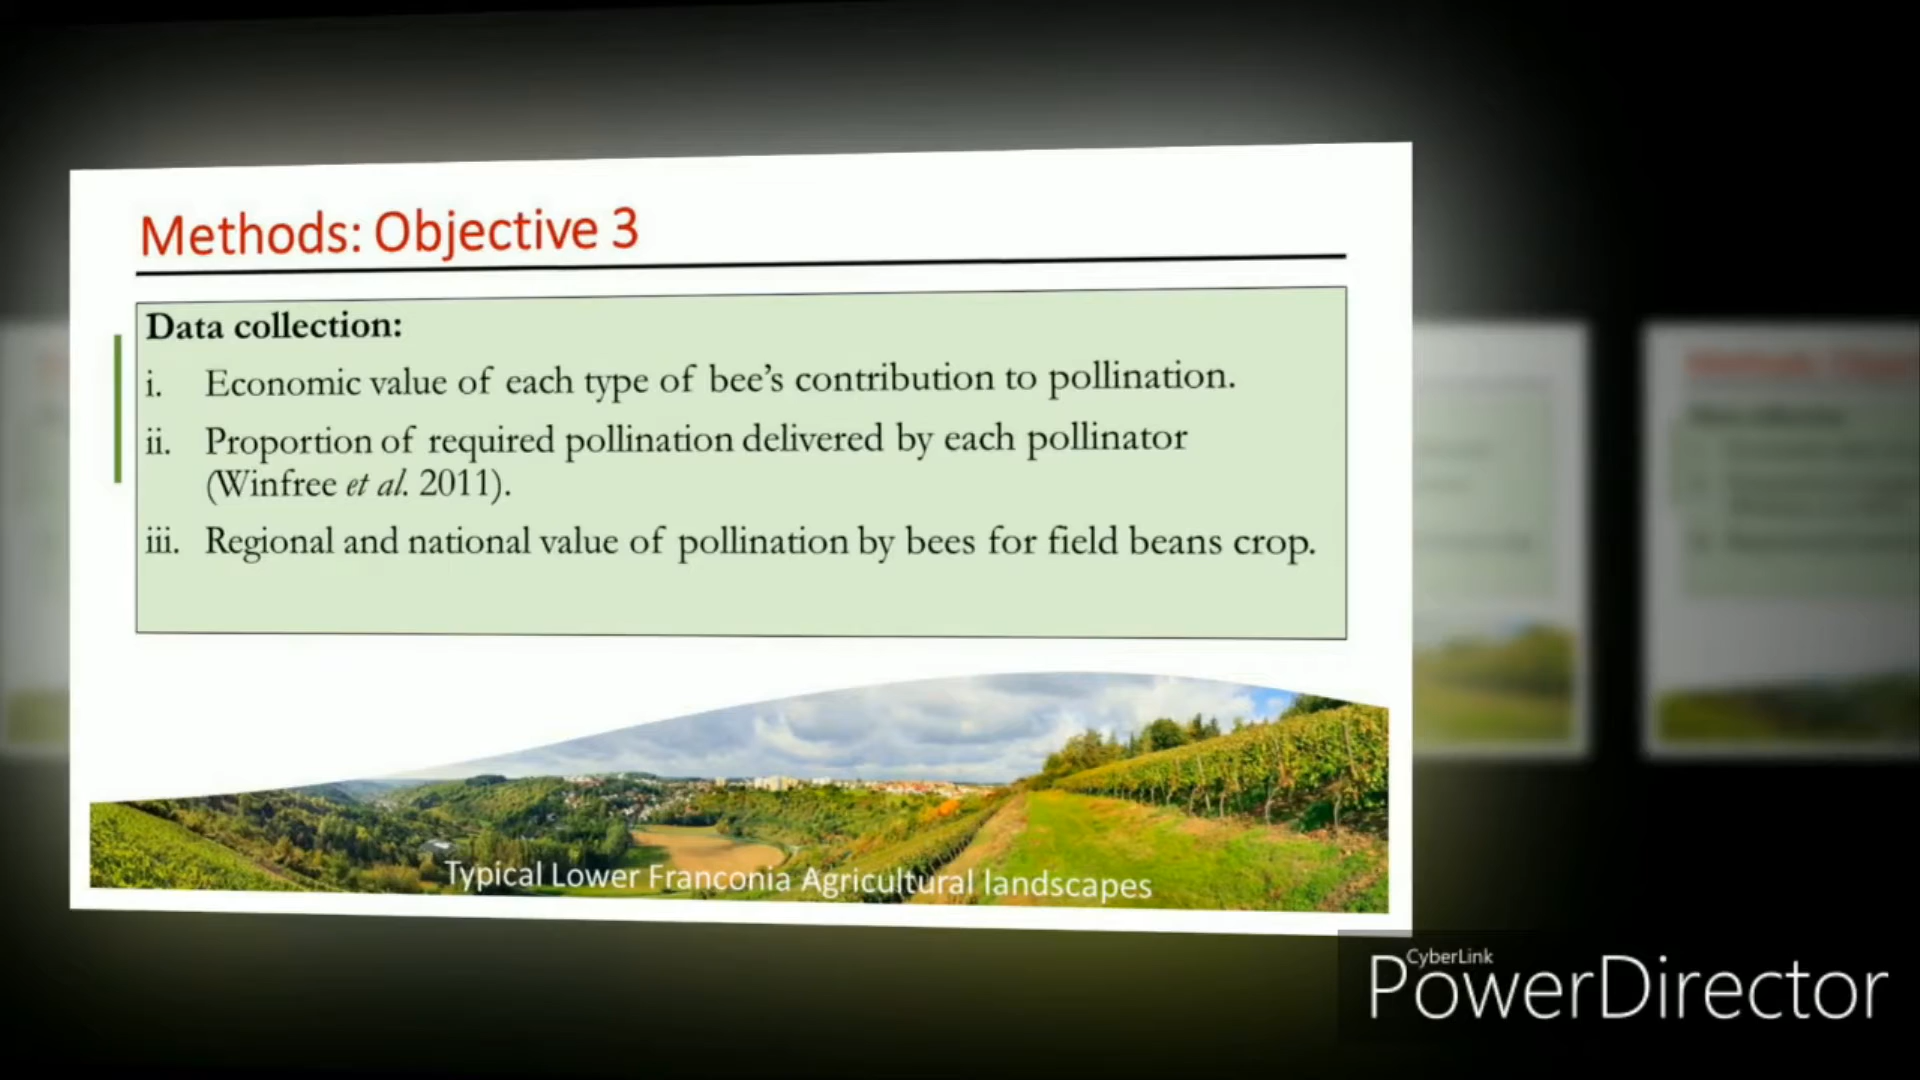 Methods: Objective 3
Data collection:
i. Economic value of each type of bee's contribution to pollination.
ii. Proportion of required pollination delivered by each pollinator
(Winfree et al. 2011).
iii. Regional and national value of pollination by bees for field beans crop.
Typical Lower Franconia Agricultural landscapes
CyberLink
PowerDirector